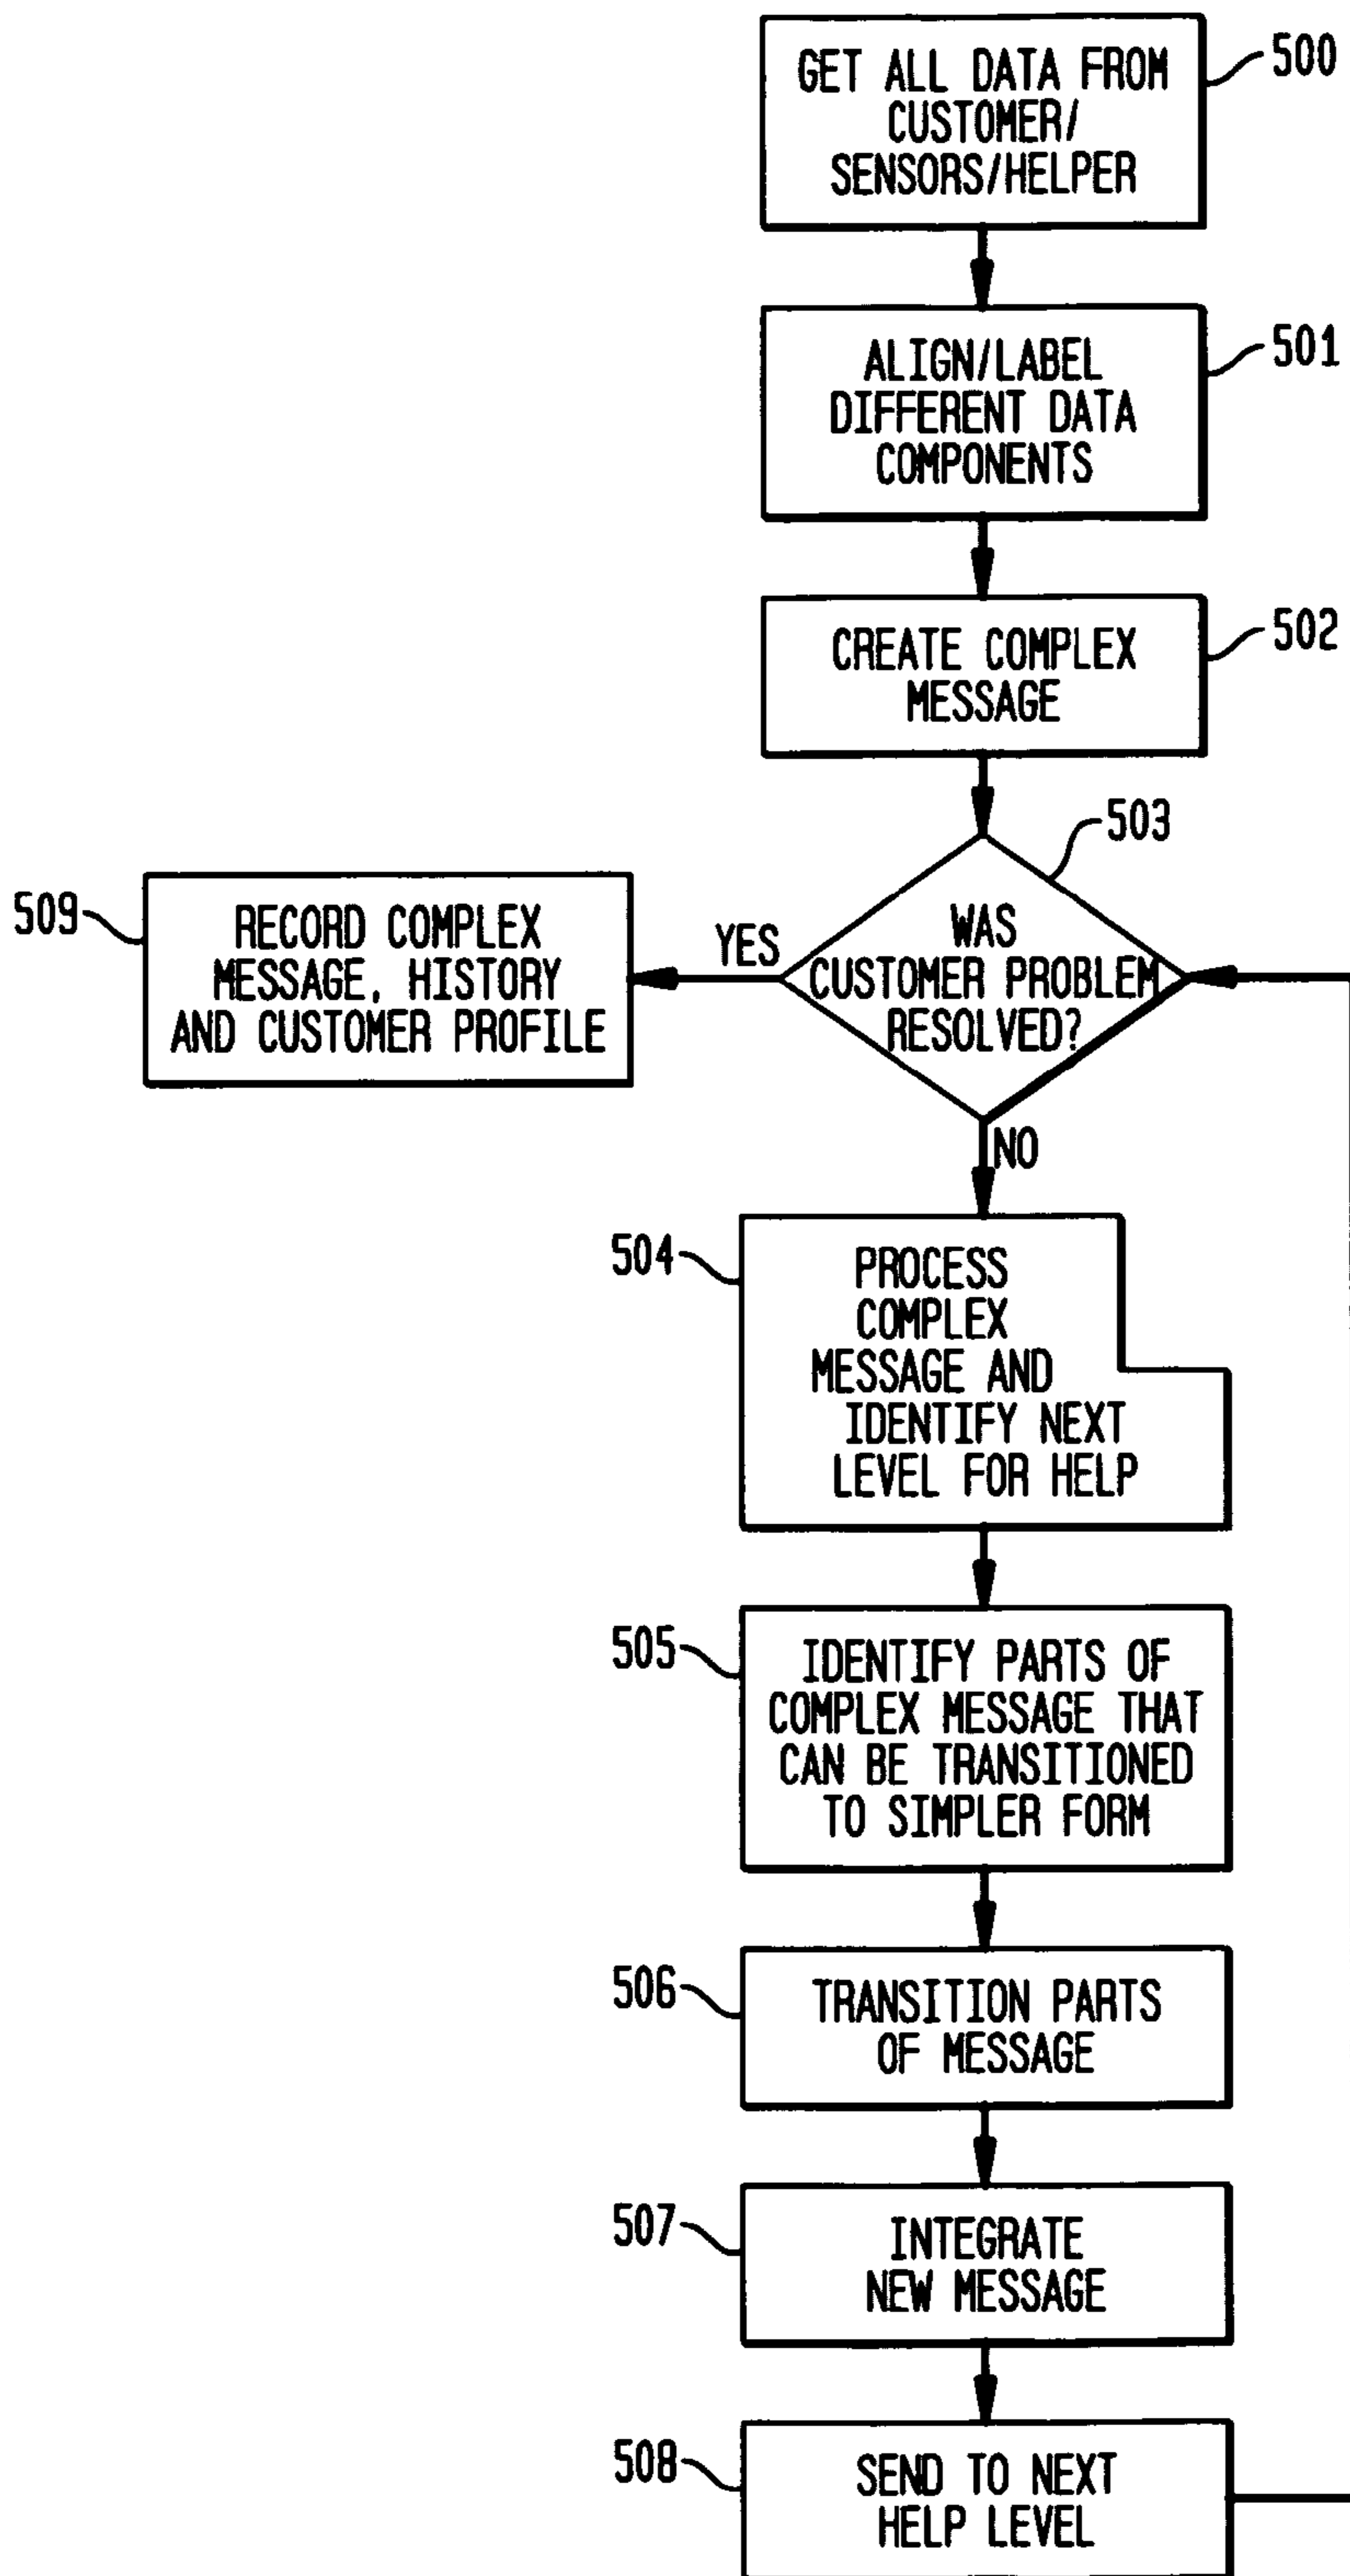 GET ALL DATA FROM
CUSTOMER/
SENSORS/HELPER
500
ALIGN/LABEL
DIFFERENT DATA
COMPONENTS
501
CREATE COMPLEX
MESSAGE
502
503
WAS
CUSTOMER PROBLEM
RESOLVED?
YES
509
RECORD COMPLEX
MESSAGE, HISTORY
AND CUSTOMER PROFILE
NO
504
PROCESS
COMPLEX
MESSAGE AND
IDENTIFY NEXT
LEVEL FOR HELP
505
IDENTIFY PARTS OF
COMPLEX MESSAGE THAT
CAN BE TRANSITIONED
TO SIMPLER FORM
506
TRANSITION PARTS
OF MESSAGE
507
INTEGRATE
NEW MESSAGE
508
SEND TO NEXT
HELP LEVEL